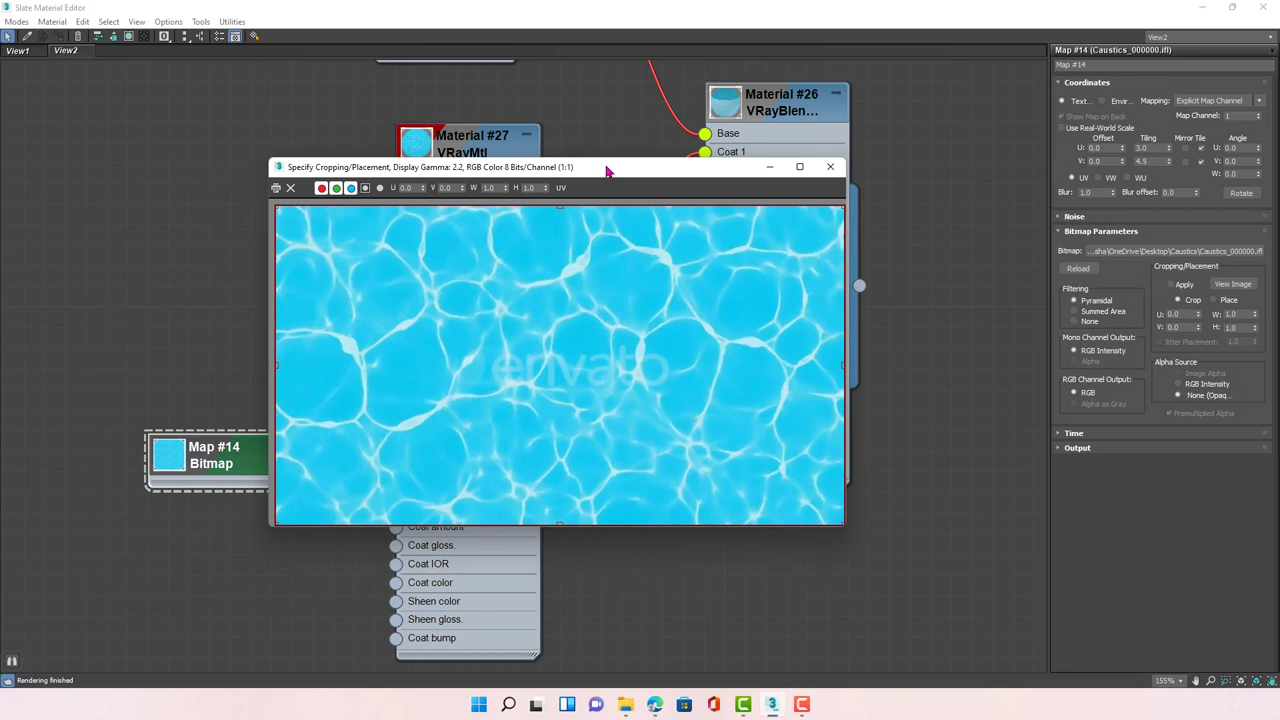 Slate Material Editor
Modes Material Edit Select View Options Tools Utilities
View2
View1 View2
Map #14 (Caustics_000000.ifl)
Map #14
Coordinates
Text... Envir... Mapping: Explicit Map Channel
Show Map on Back Map Channel: 1
Use Real-World Scale
Offset Tiling Mirror Tile Angle
U: 0.0 3.0 U: 0.0
V: 0.0 4.5 V: 0.0
W: 0.0
UV VW WU
Blur: 1.0 Blur offset: 0.0 Rotate
Noise
Bitmap Parameters
Bitmap: ...sha\OneDrive\Desktop\Caustics\Caustics_000000.ifl
Reload
Cropping/Placement
Apply View Image
Crop Place
U: 0.0 W: 1.0
V: 0.0 H: 1.0
Jitter Placement: 1.0
Filtering
Pyramidal
Summed Area
None
Mono Channel Output:
RGB Intensity
Alpha
RGB Channel Output:
RGB
Alpha as Gray
Alpha Source
Image Alpha
RGB Intensity
None (Opaq...
Premultiplied Alpha
Time
Output
Material #26
VRayBlen...
Base
Coat 1
Material #27
VRayMtl
Specify Cropping/Placement, Display Gamma: 2.2, RGB Color 8 Bits/Channel (1:1)
U 0.0 V 0.0 W 1.0 H 1.0 UV
envato
Map #14
Bitmap
Coat amount
Coat gloss.
Coat IOR
Coat color
Sheen color
Sheen gloss.
Coat bump
Rendering finished
155%